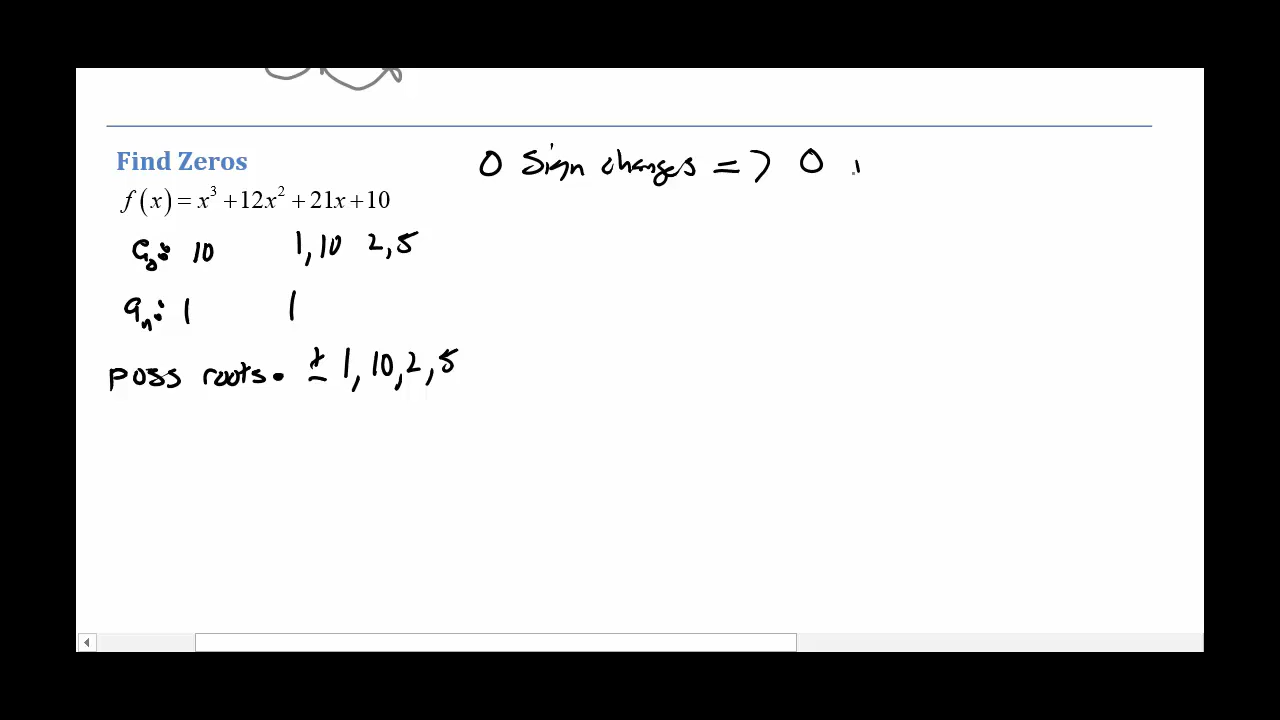 Find Zeros
0 Sign changes => 0
f(x) = x³ + 12x² + 21x + 10
a₀: 10 1, 10 2, 5
aₙ: 1 1
poss roots. ± 1, 10, 2, 5